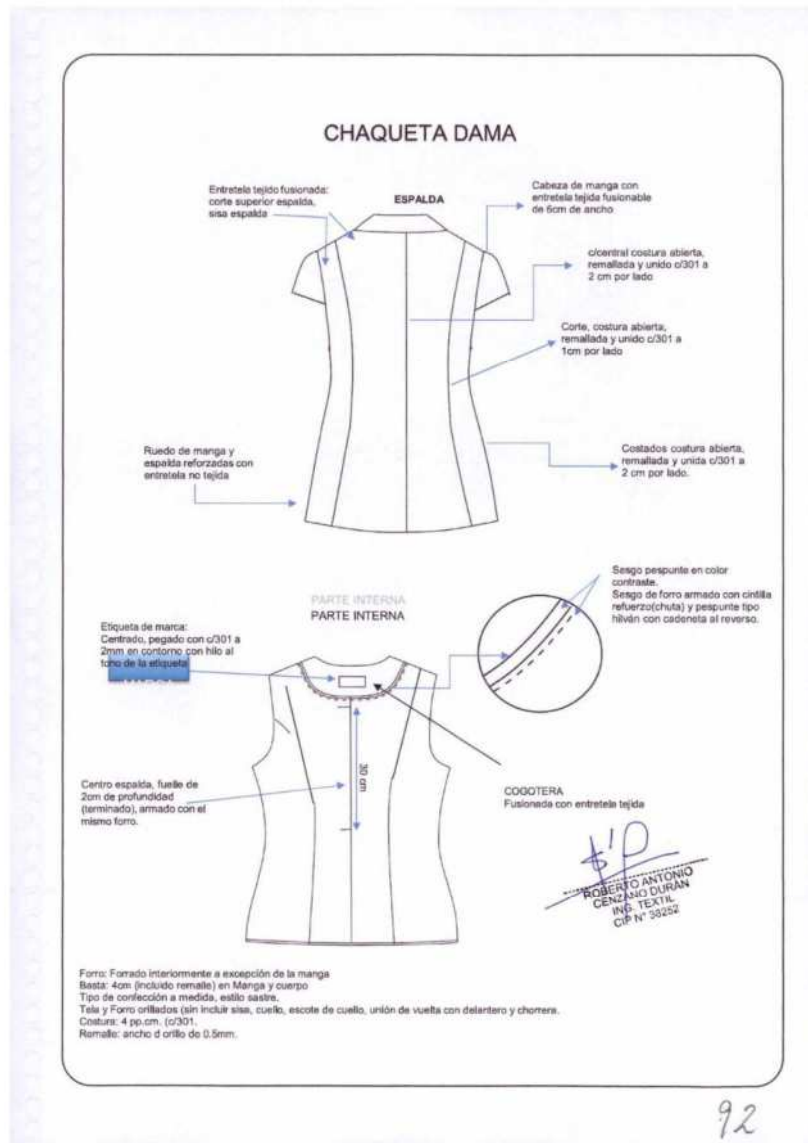 CHAQUETA DAMA
Entretela tejido fusionada:
corte superior espalda,
sisa espalda
ESPALDA
Cabeza de manga con
entretela tejida fusionable
de 6cm de ancho
c/central costura abierta,
remallada y unido c/301 a
2 cm por lado
Corte, costura abierta,
remallada y unido c/301 a
1cm por lado
Ruedo de manga y
espalda reforzadas con
entretela no tejida
Costados costura abierta,
remallada y unida c/301 a
2 cm por lado.
PARTE INTERNA
PARTE INTERNA
Sesgo pespunte en color
contraste.
Sesgo de forro armado con cintilla
refuerzo(chuta) y pespunte tipo
hilván con cadeneta al reverso.
Etiqueta de marca:
Centrado, pegado con c/301 a
2mm en contorno con hilo al
tono de la etiqueta
30 cm
Centro espalda, fuelle de
2cm de profundidad
(terminado), armado con el
mismo forro.
COGOTERA
Fusionada con entretela tejida
ROBERTO ANTONIO
CENZANO DURÁN
ING. TEXTIL
CIP N° 38252
Forro: Forrado interiormente a excepción de la manga
Basta: 4cm (incluido remalle) en Manga y cuerpo
Tipo de confección a medida, estilo sastre.
Tela y Forro orillados (sin incluir sisa, cuello, escote de cuello, unión de vuelta con delantero y chorrera.
Costura: 4 pp.cm. (c/301.
Remalle: ancho d orillo de 0.5mm.
92